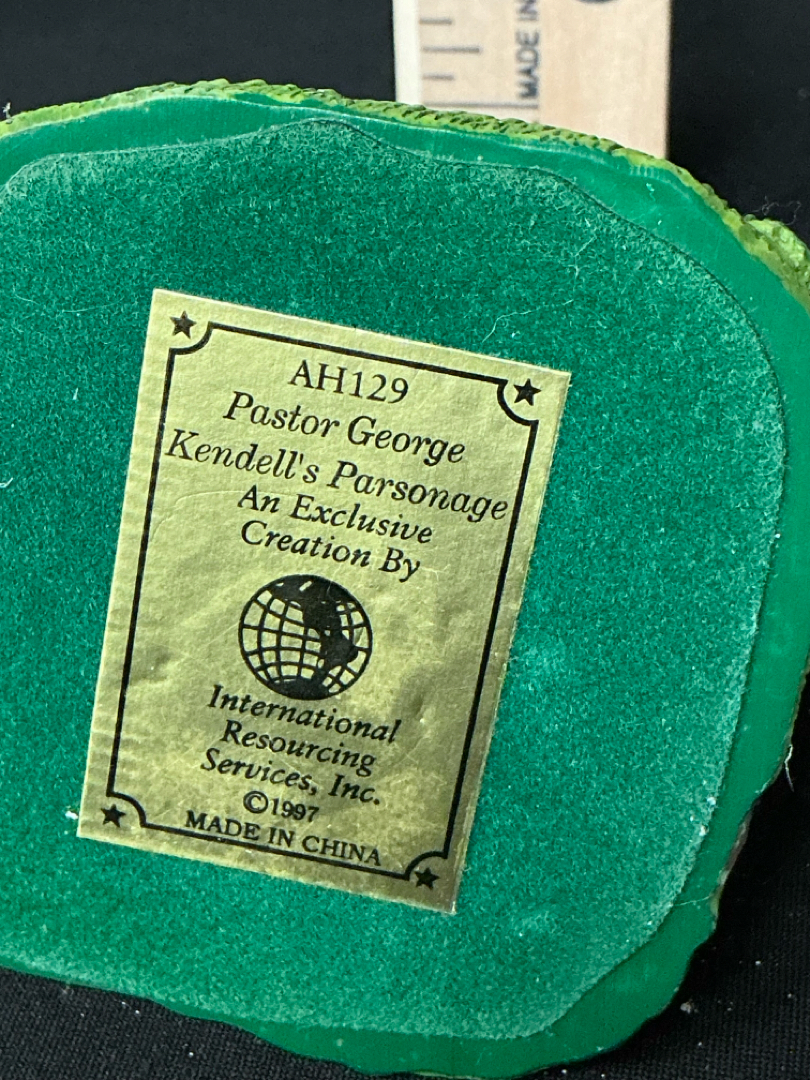 MADE IN
AH129
Pastor George
Kendell's Parsonage
An Exclusive
Creation By
International
Resourcing
Services, Inc.
©1997
MADE IN CHINA